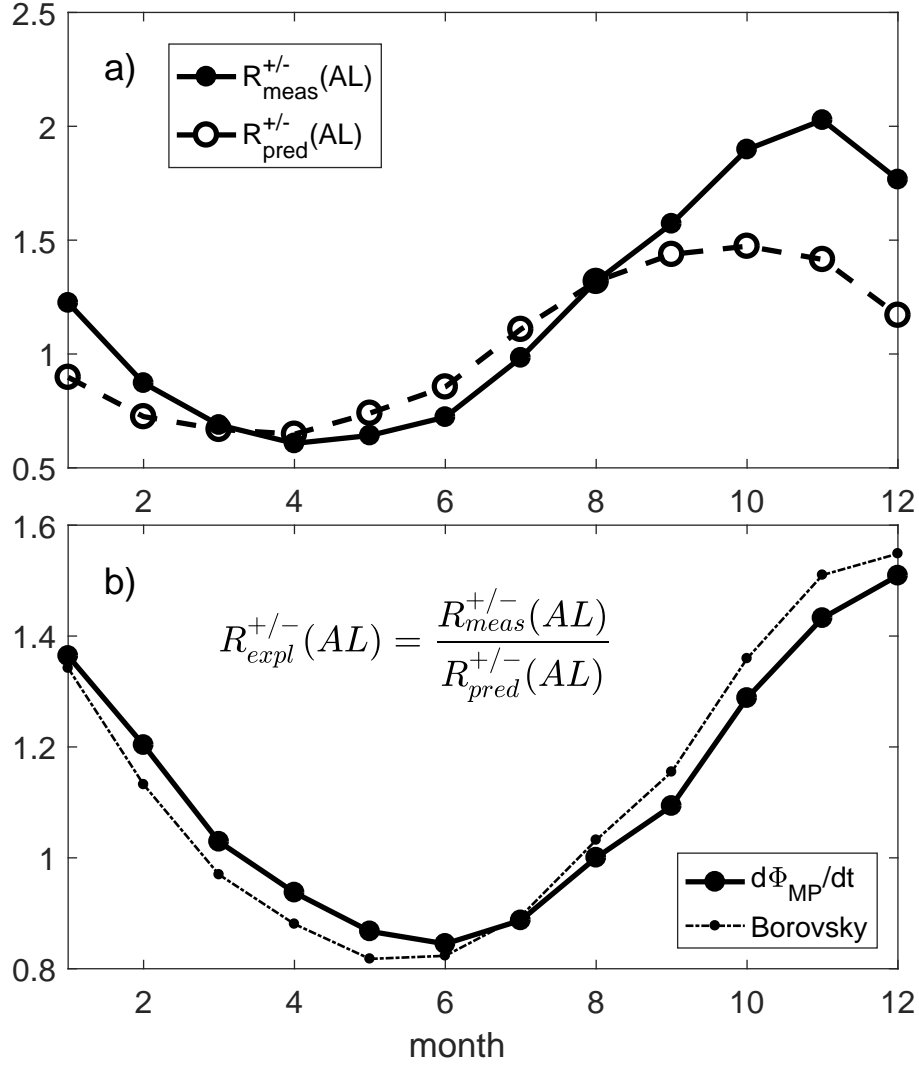 2.5
a)
R^{+/-}_{meas}(AL)
R^{+/-}_{pred}(AL)
2
1.5
1
0.5
2 4 6 8 10 12
1.6
b)
R^{+/-}_{expl}(AL) = \frac{R^{+/-}_{meas}(AL)}{R^{+/-}_{pred}(AL)}
1.4
1.2
1
dΦ_{MP}/dt
Borovsky
0.8
2 4 6 8 10 12
month